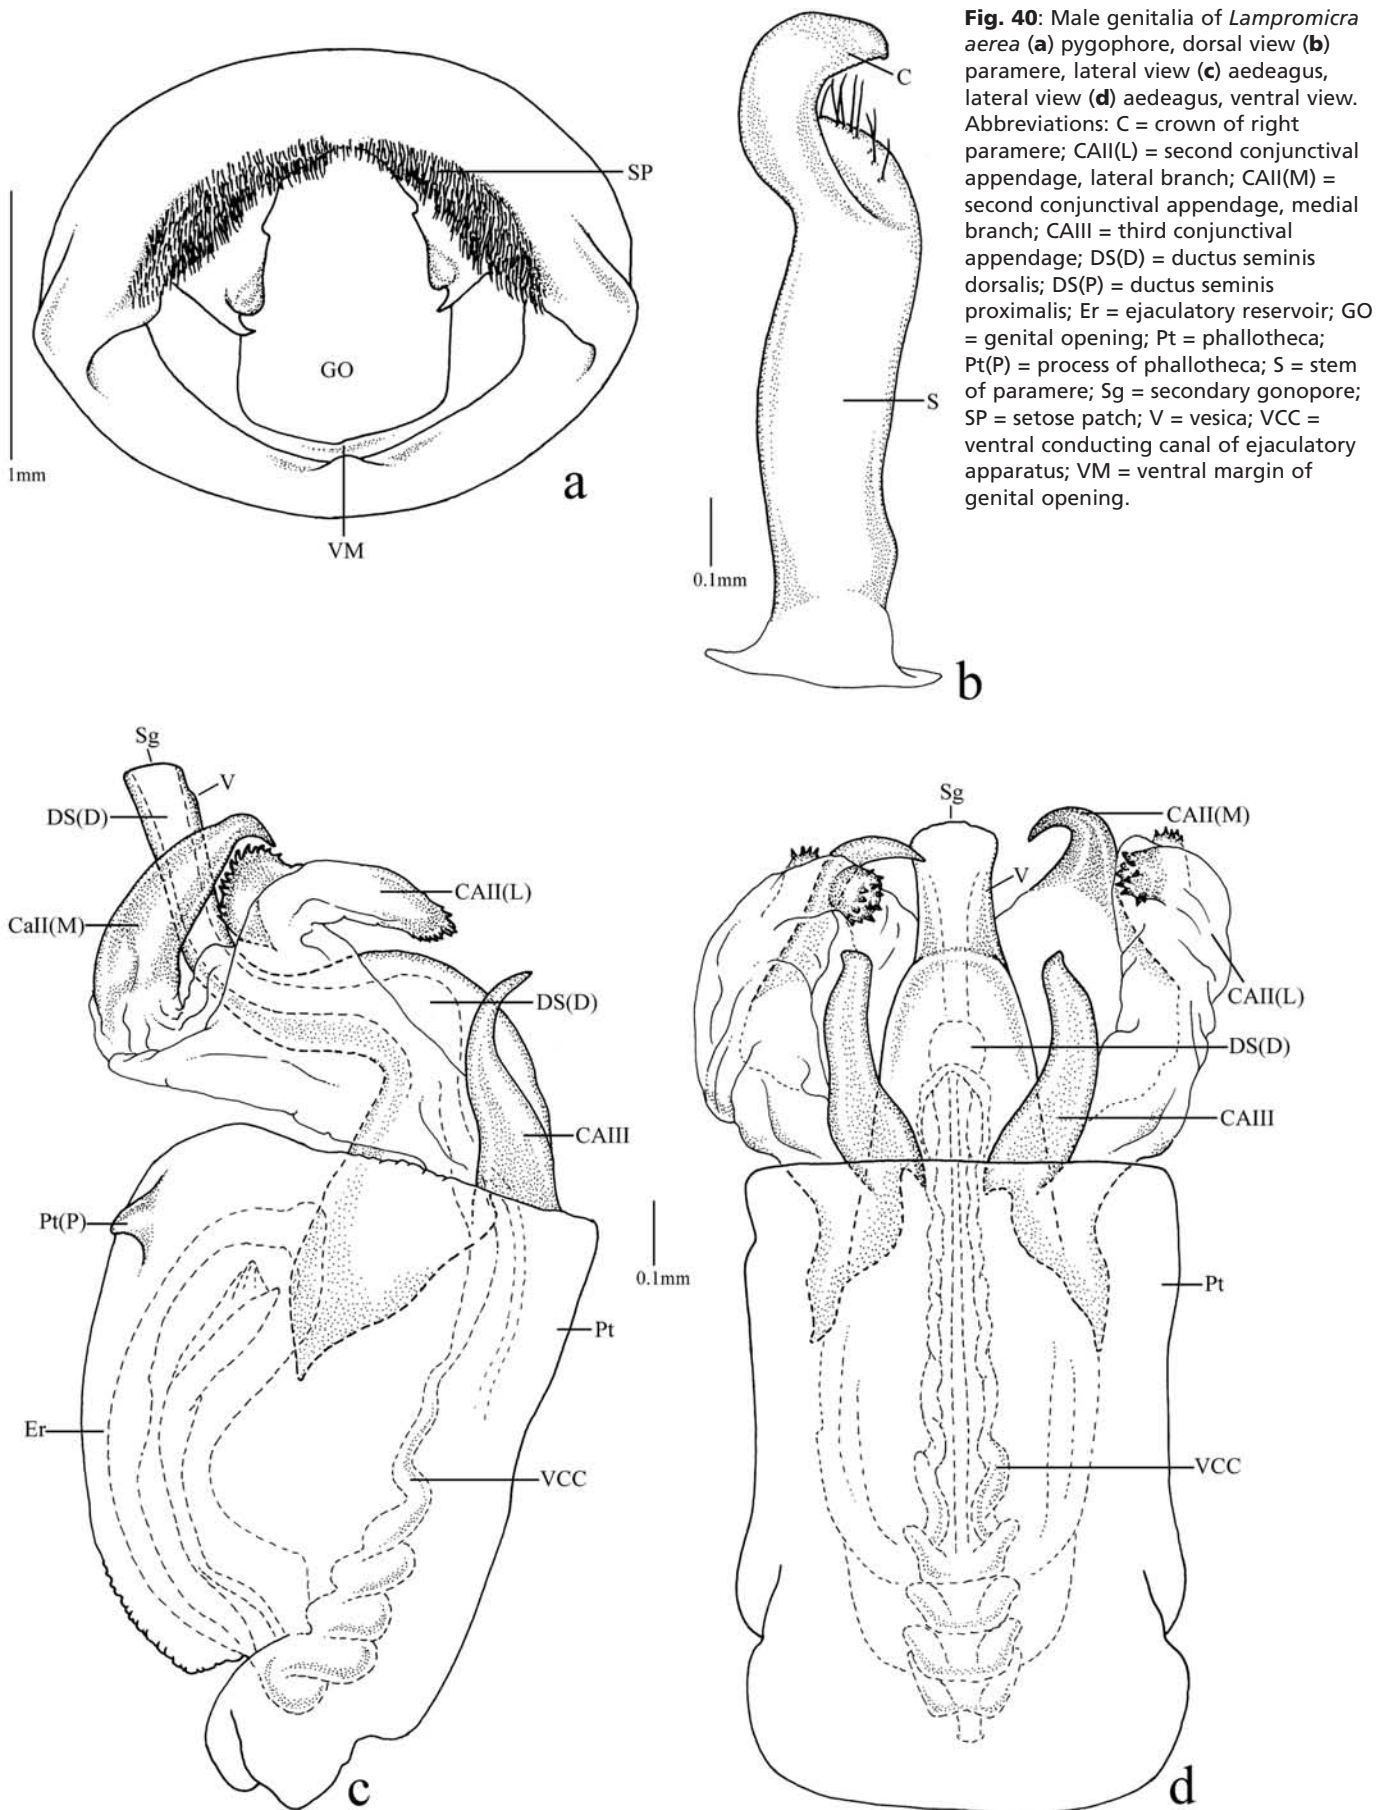 Fig. 40: Male genitalia of Lampromicra
aerea (a) pygophore, dorsal view (b)
paramere, lateral view (c) aedeagus,
lateral view (d) aedeagus, ventral view.
Abbreviations: C = crown of right
paramere; CAII(L) = second conjunctival
appendage, lateral branch; CAII(M) =
second conjunctival appendage, medial
branch; CAIII = third conjunctival
appendage; DS(D) = ductus seminis
dorsalis; DS(P) = ductus seminis
proximalis; Er = ejaculatory reservoir; GO
= genital opening; Pt = phallotheca;
Pt(P) = process of phallotheca; S = stem
of paramere; Sg = secondary gonopore;
SP = setose patch; V = vesica; VCC =
ventral conducting canal of ejaculatory
apparatus; VM = ventral margin of
genital opening.
SP
GO
1mm
VM
a
C
S
0.1mm
b
Sg
V
DS(D)
CAII(L)
CaII(M)
DS(D)
CAIII
Pt(P)
0.1mm
Pt
Er
VCC
c
Sg
CAII(M)
V
CAII(L)
DS(D)
CAIII
Pt
VCC
d